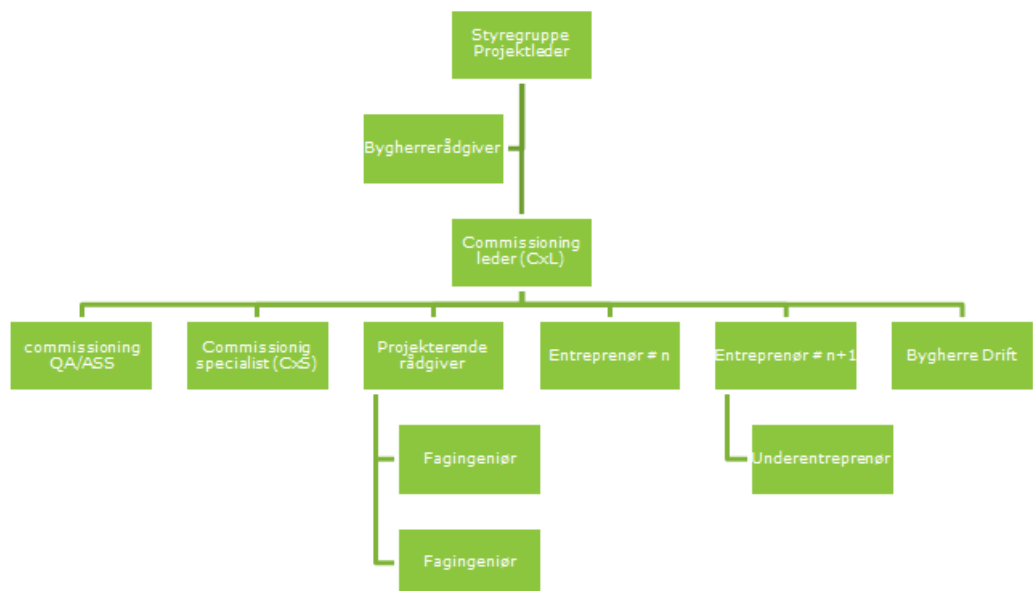 Styregruppe
Projektleder
Bygherrerådgiver
Commissioning
leder (CxL)
commissioning
QA/ASS
Commissionig
specialist (CxS)
Projekterende
rådgiver
Entreprenør # n
Entreprenør # n+1
Bygherre Drift
Fagingeniør
Underentreprenør
Fagingeniør